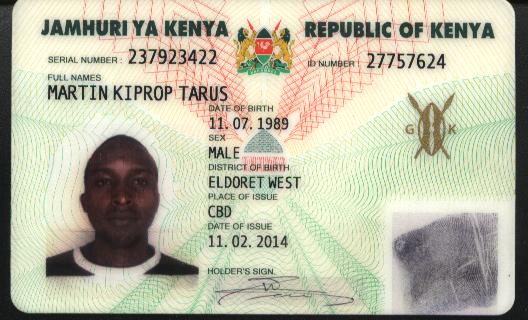 JAMHURI YA KENYA REPUBLIC OF KENYA
SERIAL NUMBER : 237923422 ID NUMBER : 27757624
FULL NAMES
MARTIN KIPROP TARUS
DATE OF BIRTH
11. 07. 1989
SEX
MALE
DISTRICT OF BIRTH
ELDORET WEST
PLACE OF ISSUE
CBD
DATE OF ISSUE
11. 02. 2014
HOLDER'S SIGN.
G K